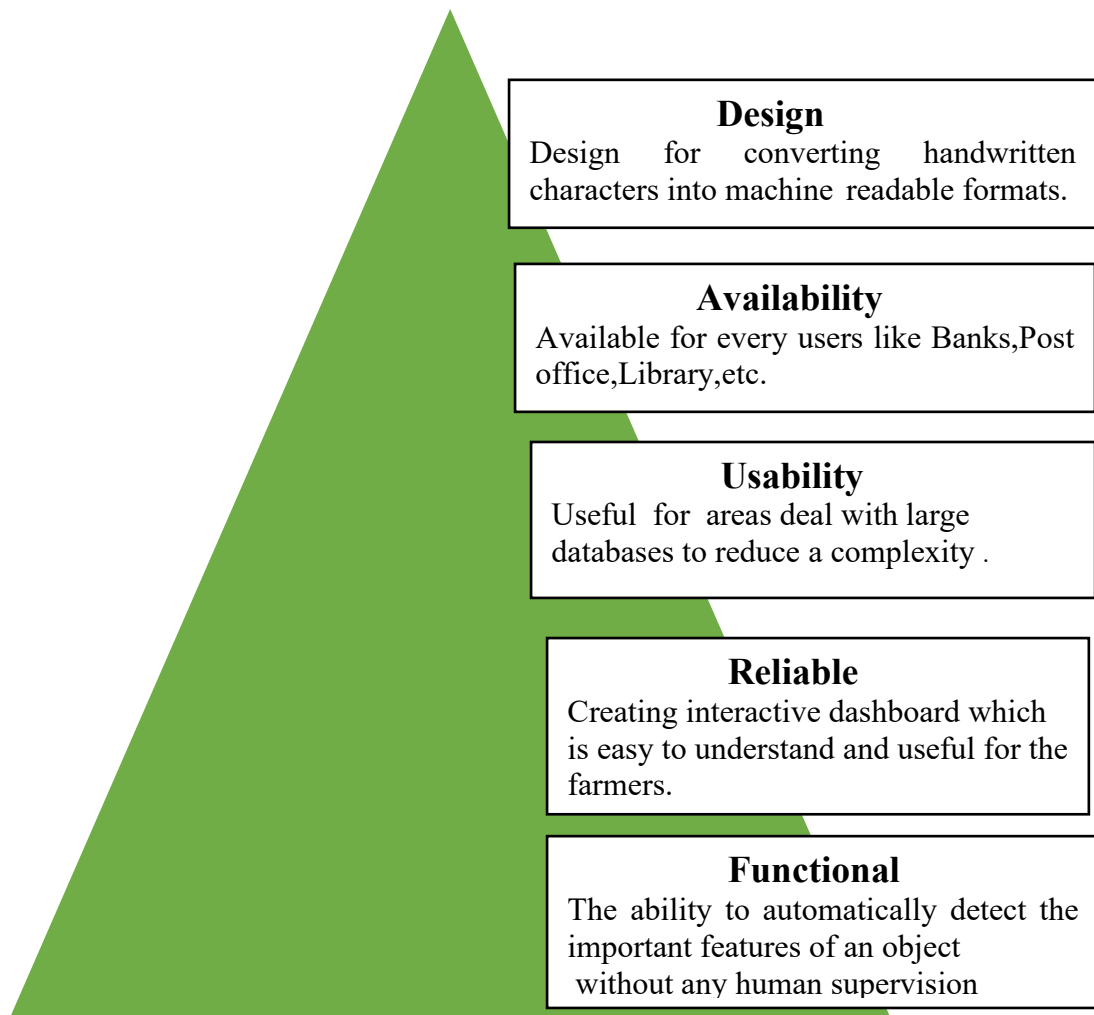 Design
Design for converting handwritten
characters into machine readable formats.
Availability
Available for every users like Banks,Post
office,Library,etc.
Usability
Useful for areas deal with large
databases to reduce a complexity .
Reliable
Creating interactive dashboard which
is easy to understand and useful for the
farmers.
Functional
The ability to automatically detect the
important features of an object
without any human supervision